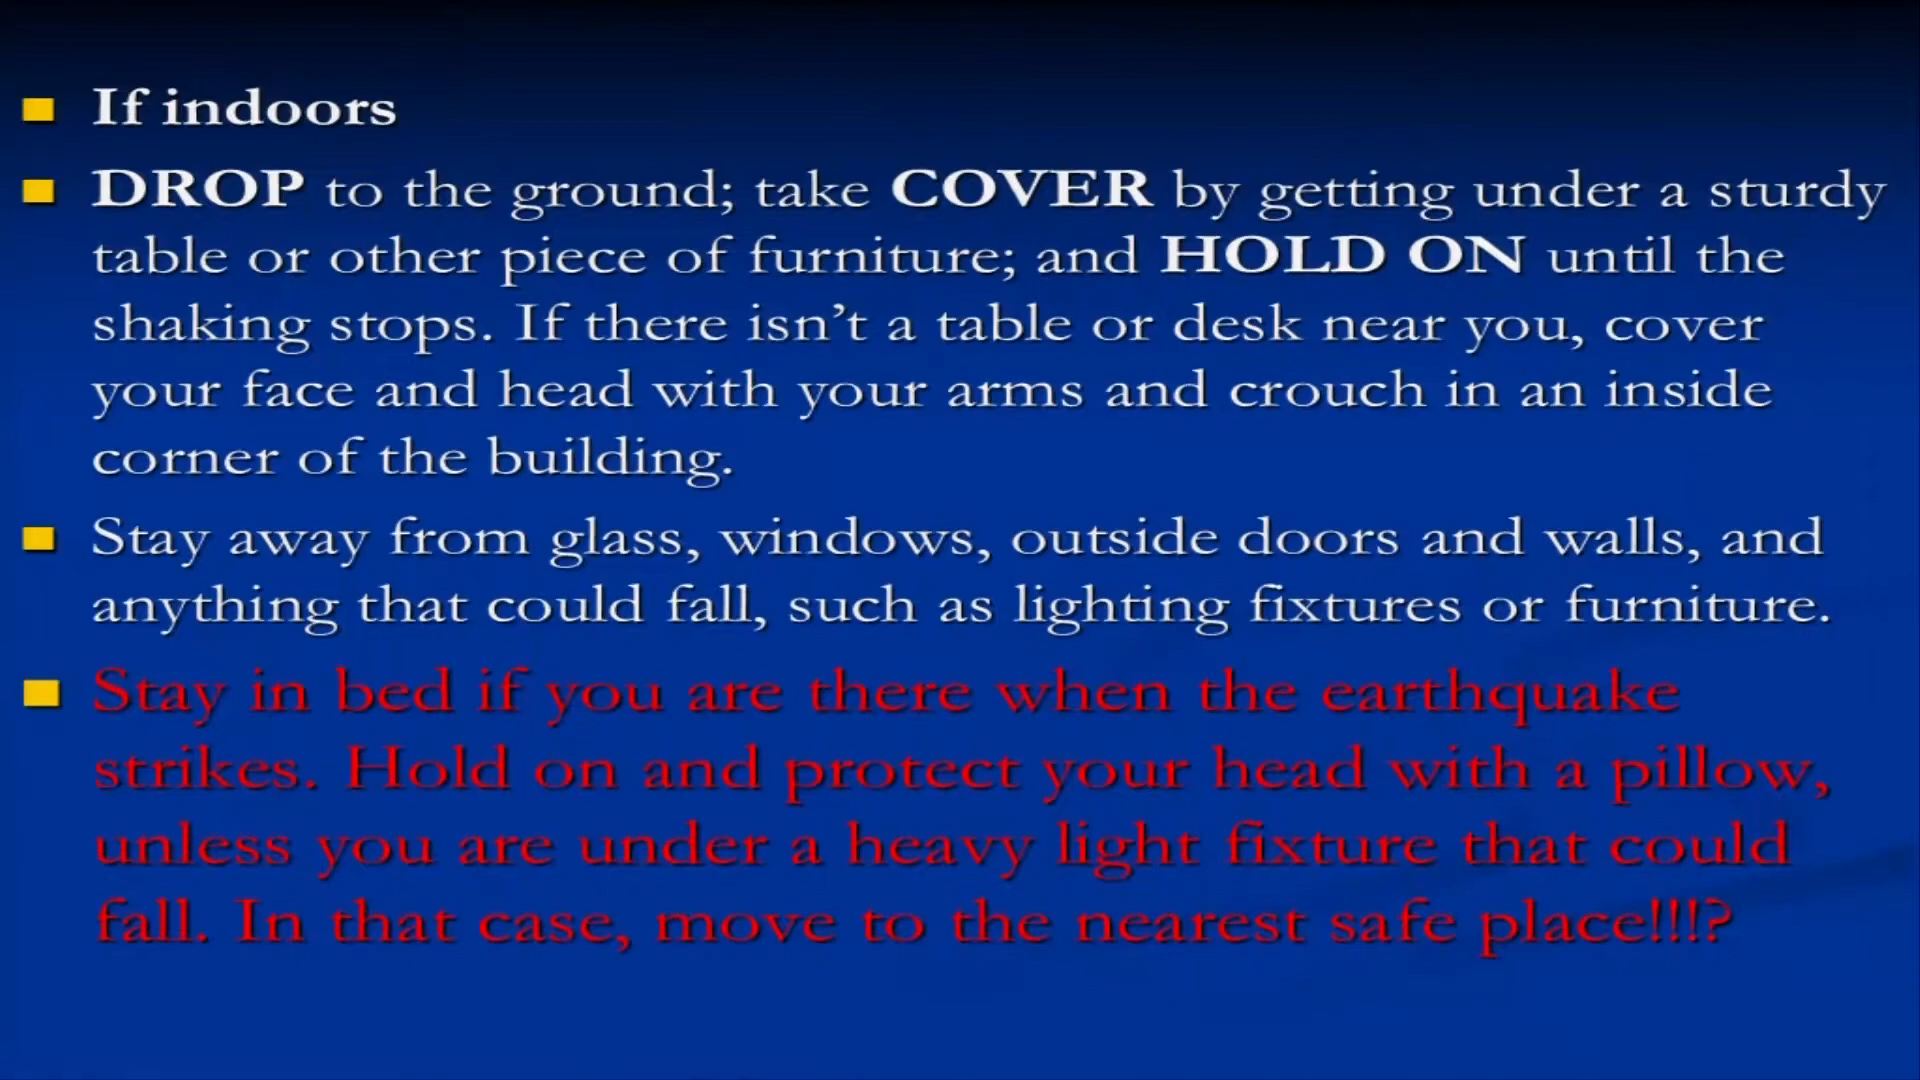 If indoors
DROP to the ground; take COVER by getting under a sturdy
table or other piece of furniture; and HOLD ON until the
shaking stops. If there isn’t a table or desk near you, cover
your face and head with your arms and crouch in an inside
corner of the building.
Stay away from glass, windows, outside doors and walls, and
anything that could fall, such as lighting fixtures or furniture.
Stay in bed if you are there when the earthquake
strikes. Hold on and protect your head with a pillow,
unless you are under a heavy light fixture that could
fall. In that case, move to the nearest safe place!!!?